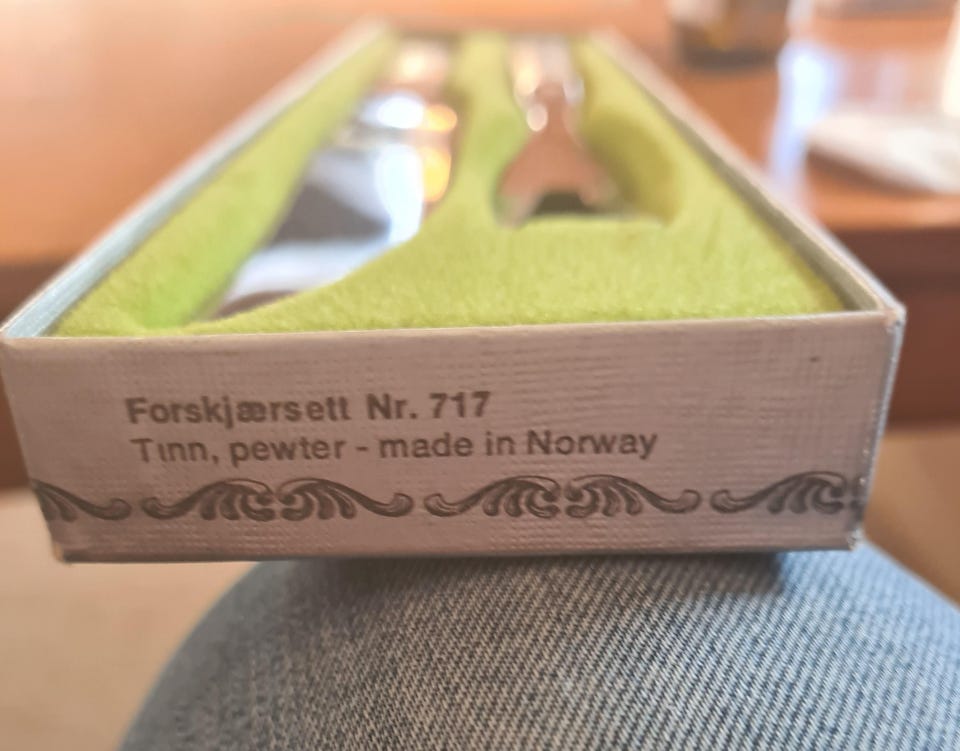 Forskjærsett Nr. 717
Tinn, pewter - made in Norway